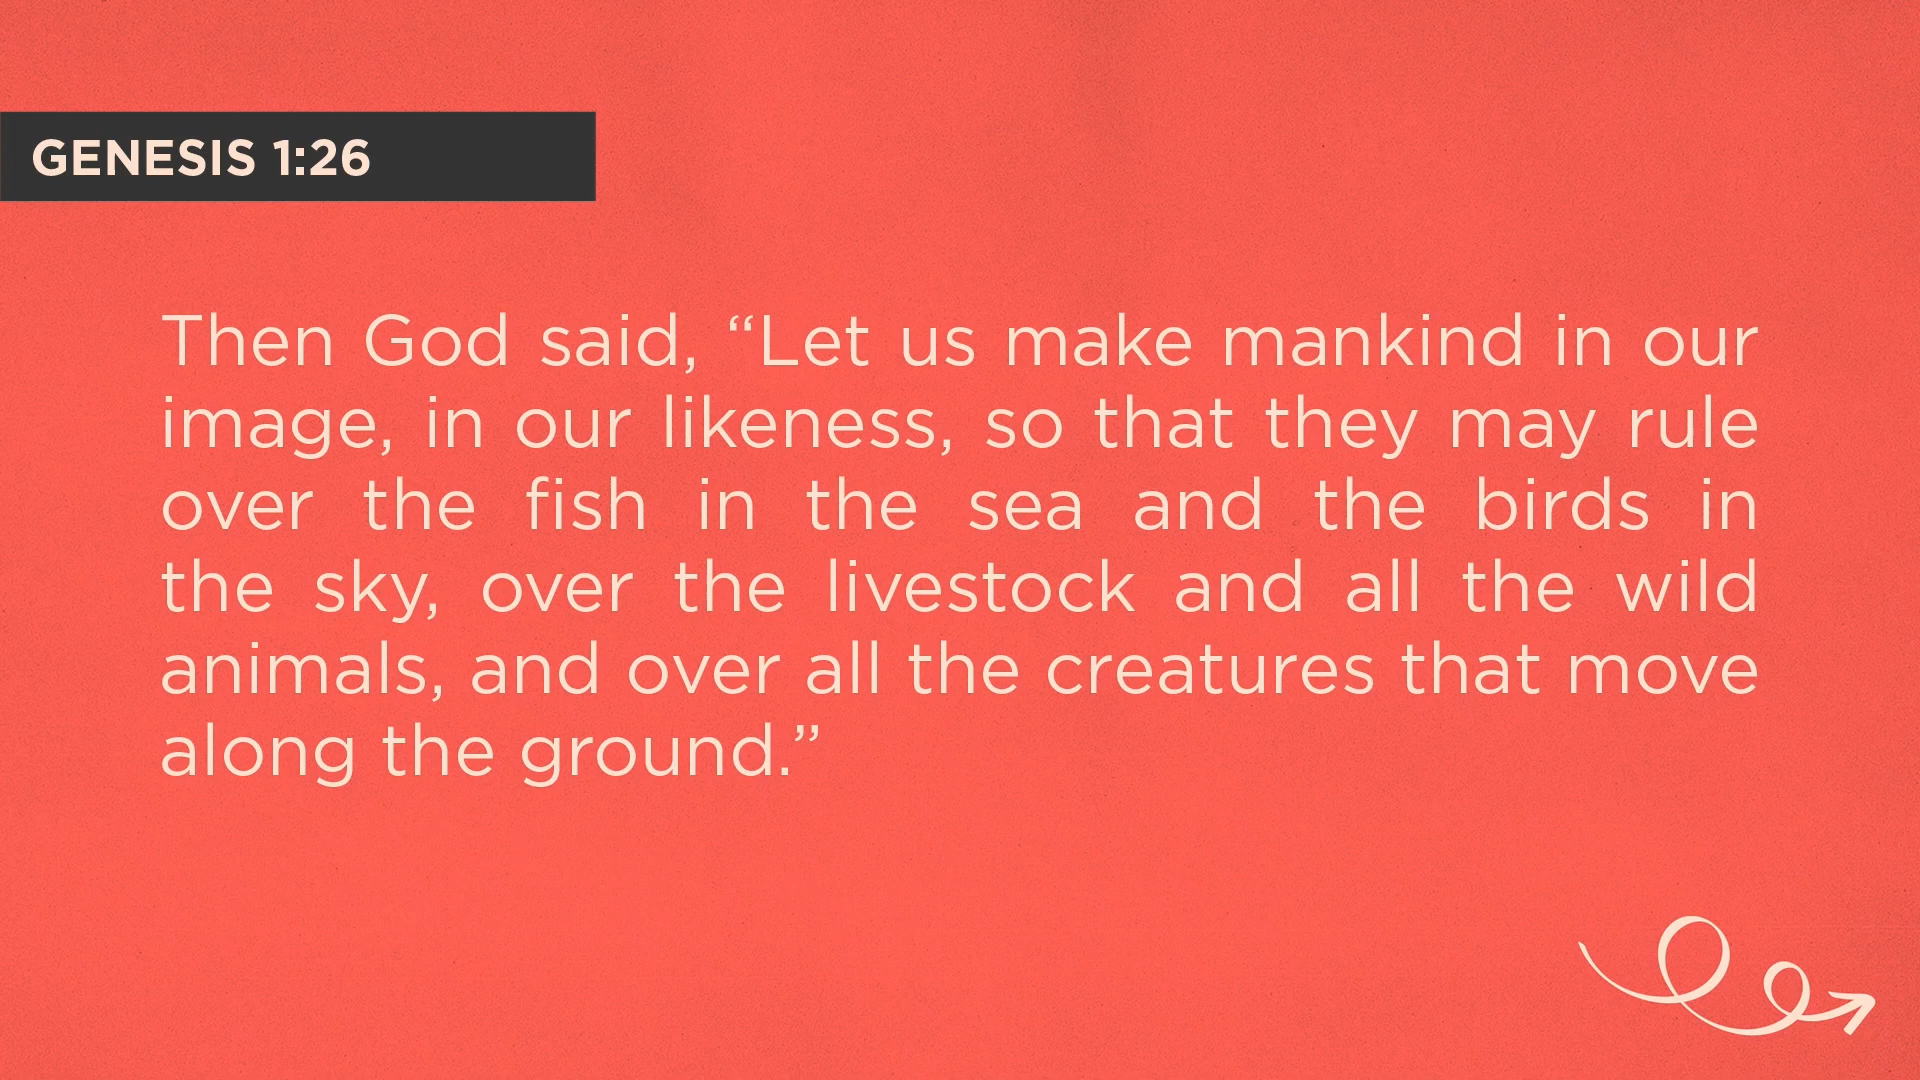 GENESIS 1:26
Then God said, “Let us make mankind in our
image, in our likeness, so that they may rule
over the fish in the sea and the birds in
the sky, over the livestock and all the wild
animals, and over all the creatures that move
along the ground.”